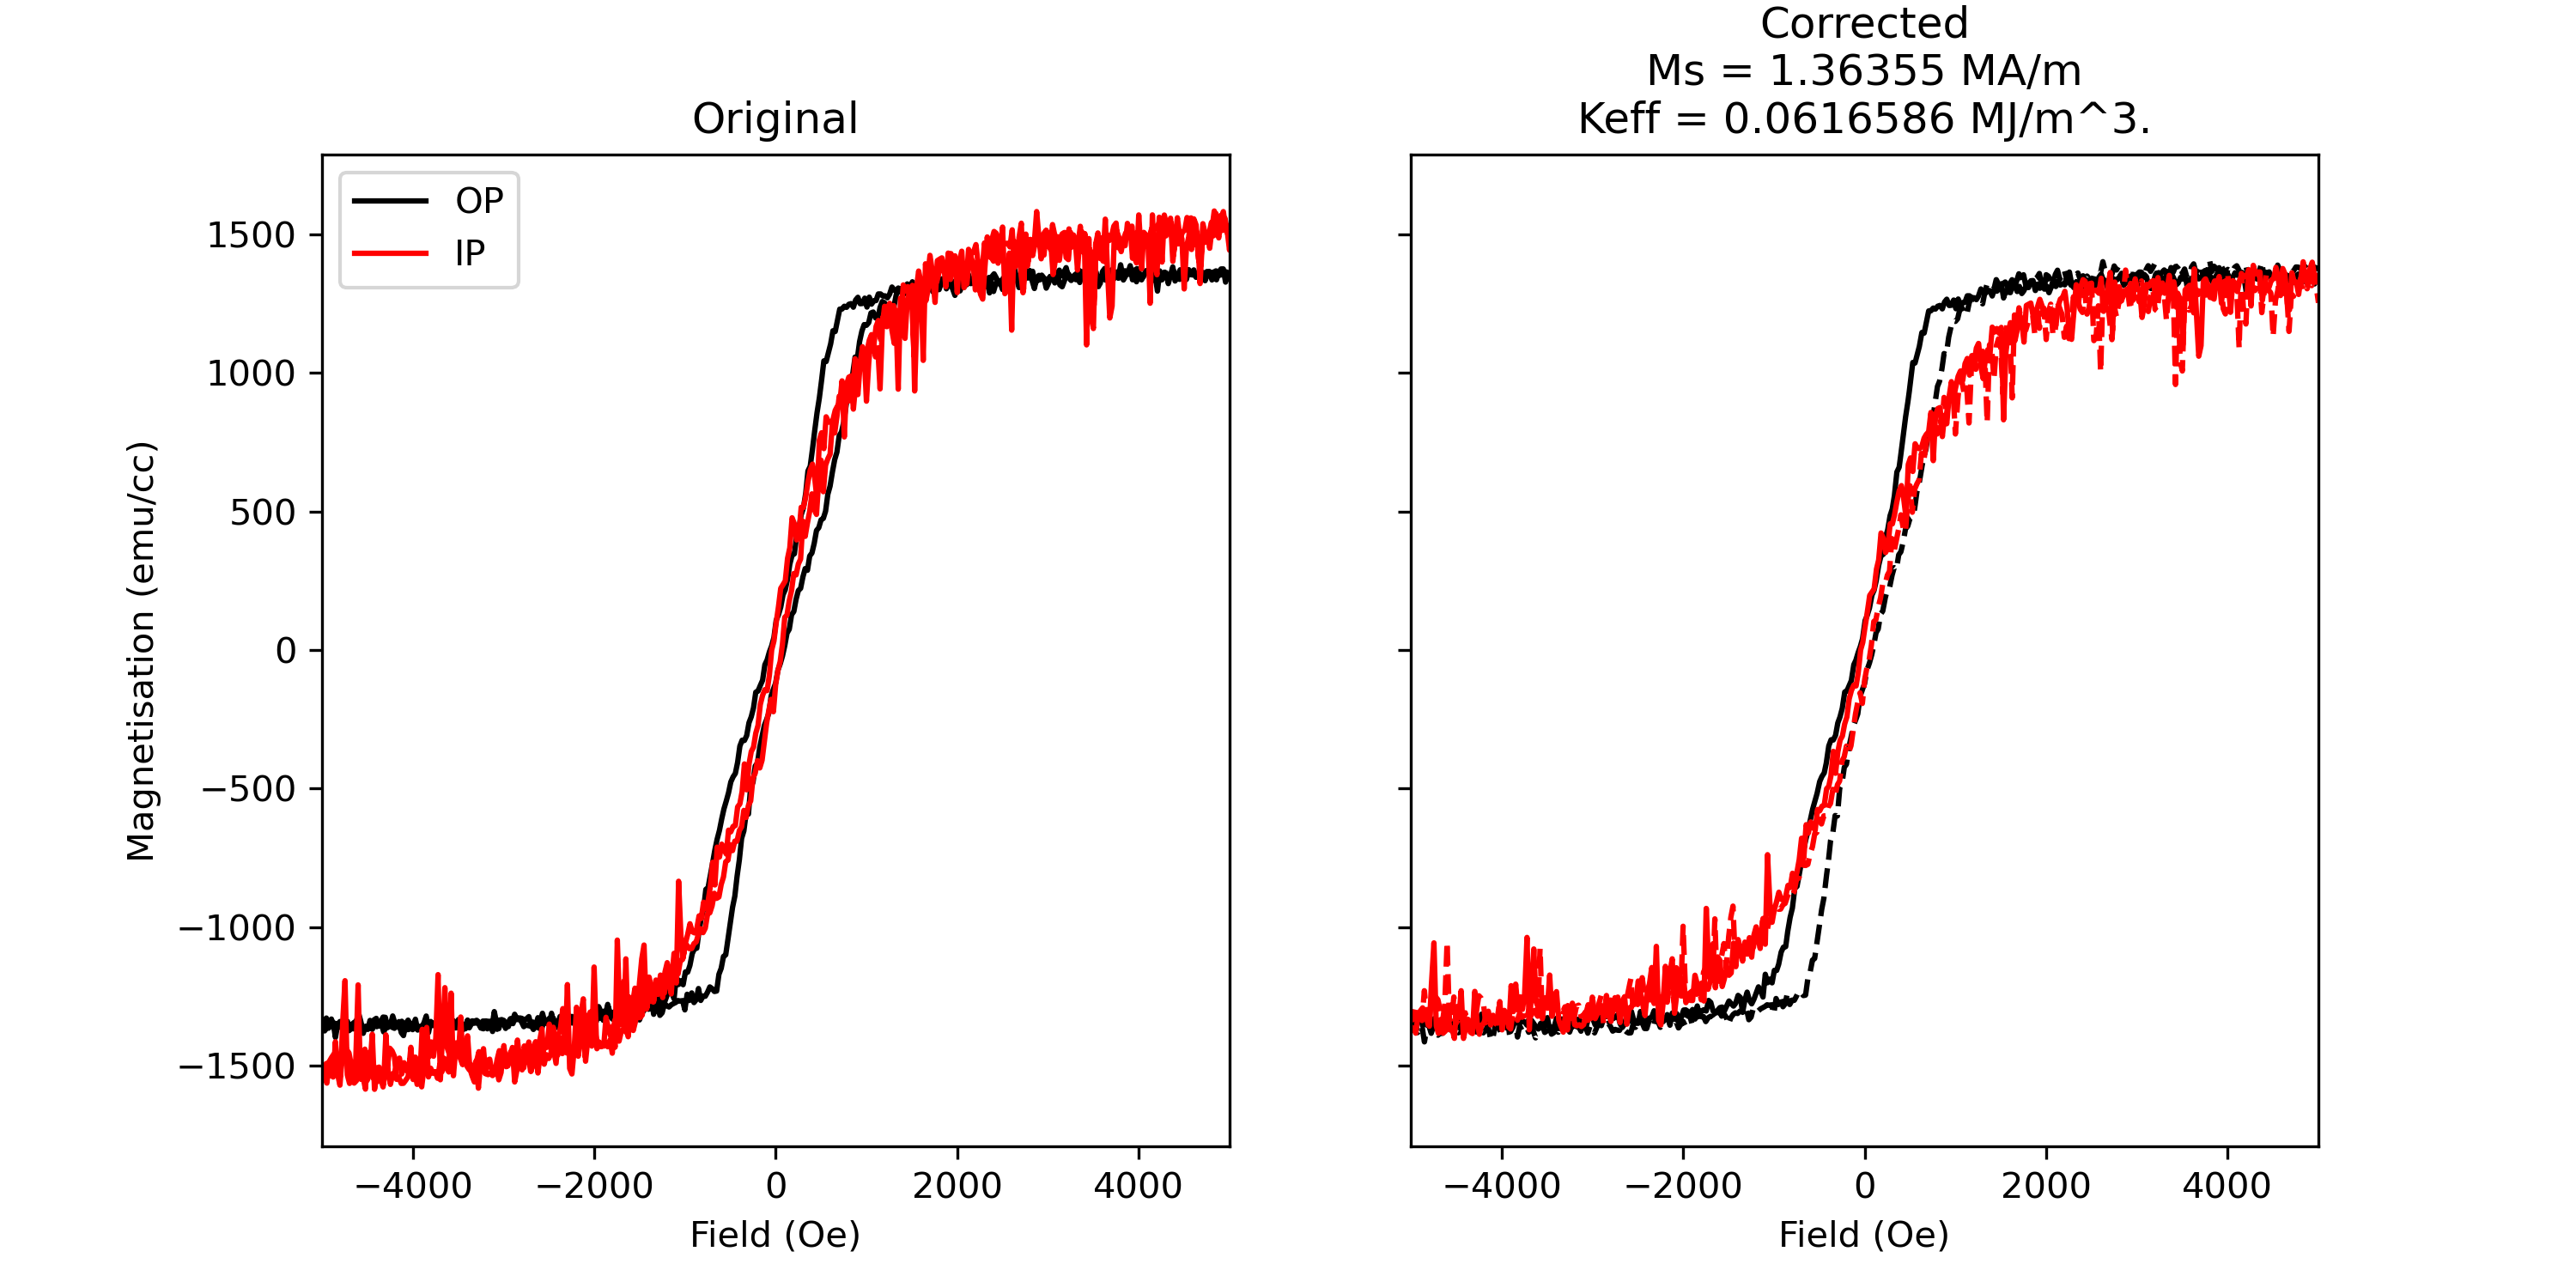 Original
OP
IP
1500
1000
500
0
−500
−1000
−1500
Magnetisation (emu/cc)
−4000 −2000 0 2000 4000
Field (Oe)
Corrected
Ms = 1.36355 MA/m
Keff = 0.0616586 MJ/m^3.
−4000 −2000 0 2000 4000
Field (Oe)